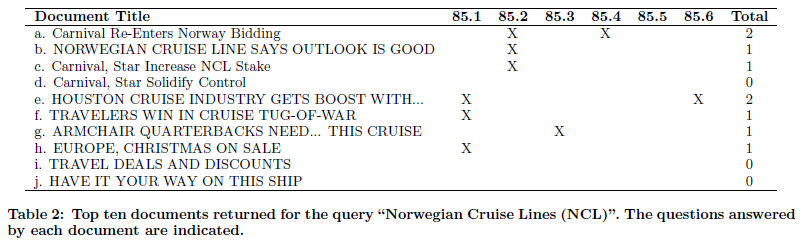 Document Title 85.1 85.2 85.3 85.4 85.5 85.6 Total
a. Carnival Re-Enters Norway Bidding X X 2
b. NORWEGIAN CRUISE LINE SAYS OUTLOOK IS GOOD X 1
c. Carnival, Star Increase NCL Stake X 1
d. Carnival, Star Solidify Control 0
e. HOUSTON CRUISE INDUSTRY GETS BOOST WITH... X X 2
f. TRAVELERS WIN IN CRUISE TUG-OF-WAR X 1
g. ARMCHAIR QUARTERBACKS NEED... THIS CRUISE X 1
h. EUROPE, CHRISTMAS ON SALE X 1
i. TRAVEL DEALS AND DISCOUNTS 0
j. HAVE IT YOUR WAY ON THIS SHIP 0
Table 2: Top ten documents returned for the query “Norwegian Cruise Lines (NCL)”. The questions answered
by each document are indicated.